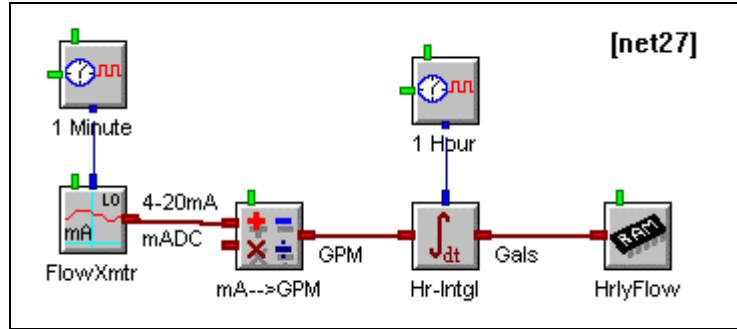 [net27]
1 Minute
1 Hour
LO
mA
4-20mA
mADC
FlowXmtr
mA-->GPM
GPM
∫dt
Hr-Intgl
Gals
RAM
HrlyFlow